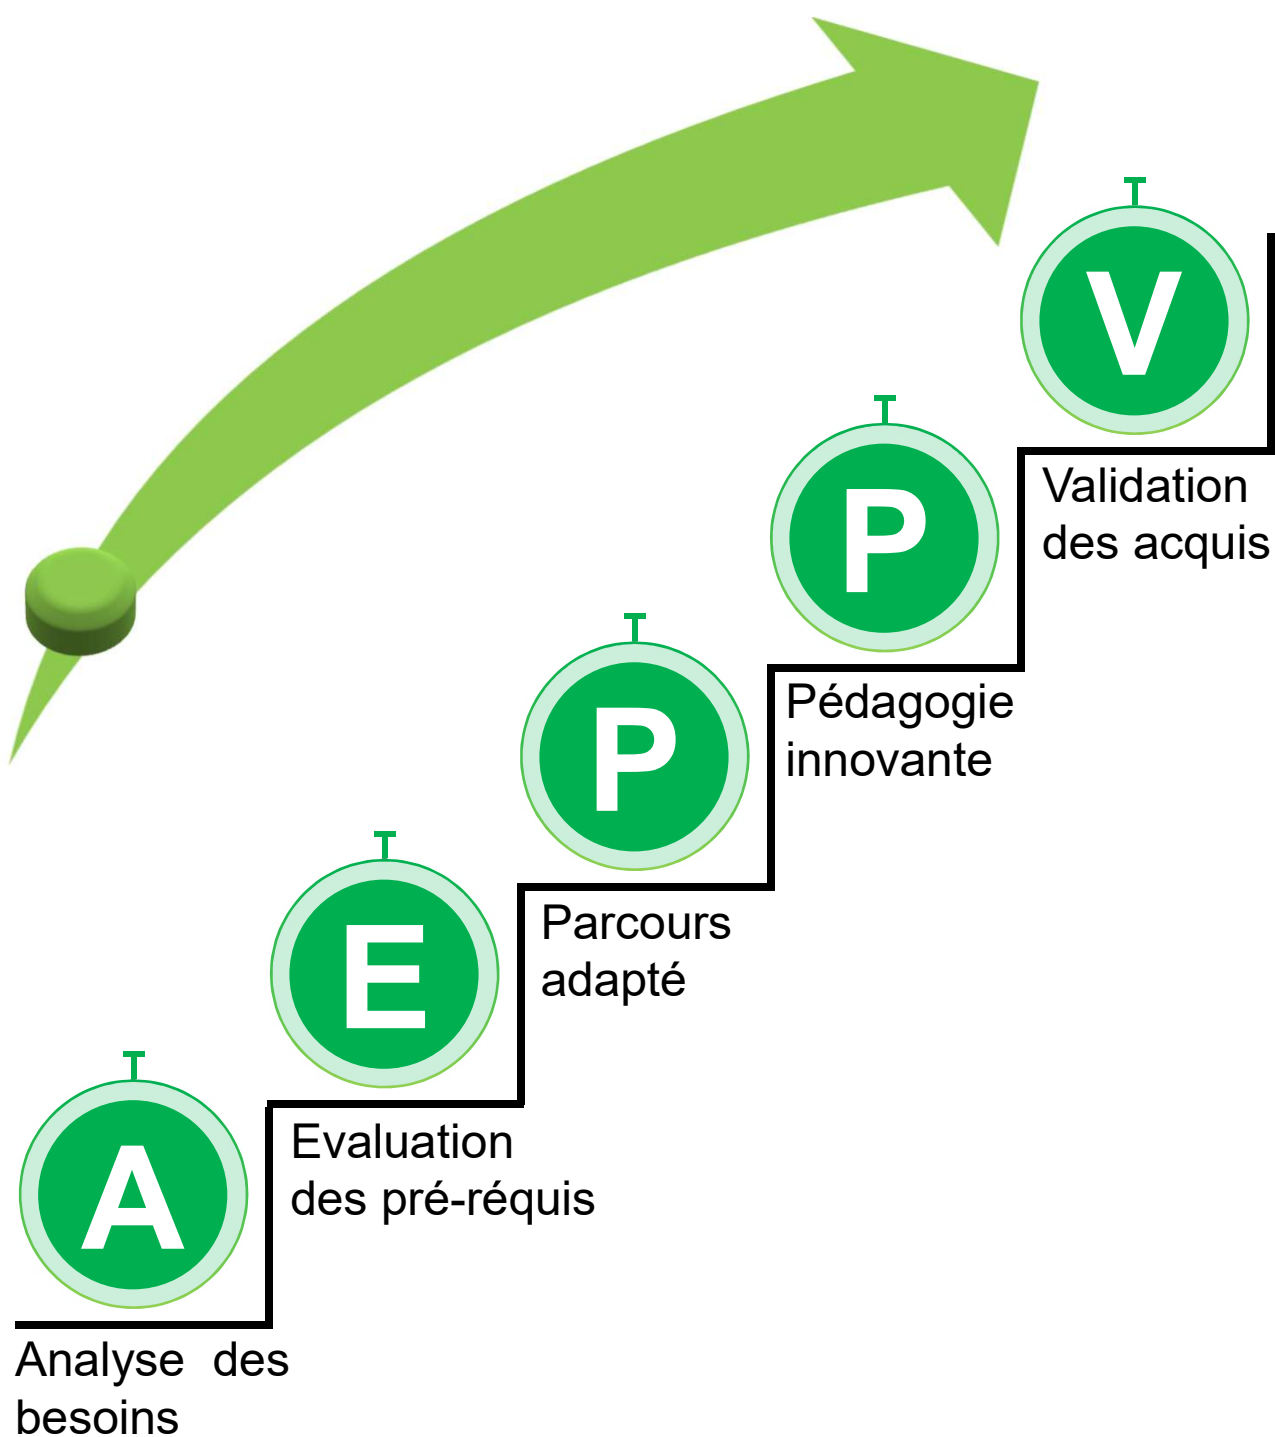 V
Validation
des acquis
P
Pédagogie
innovante
P
Parcours
adapté
E
Evaluation
des pré-réquis
A
Analyse des
besoins